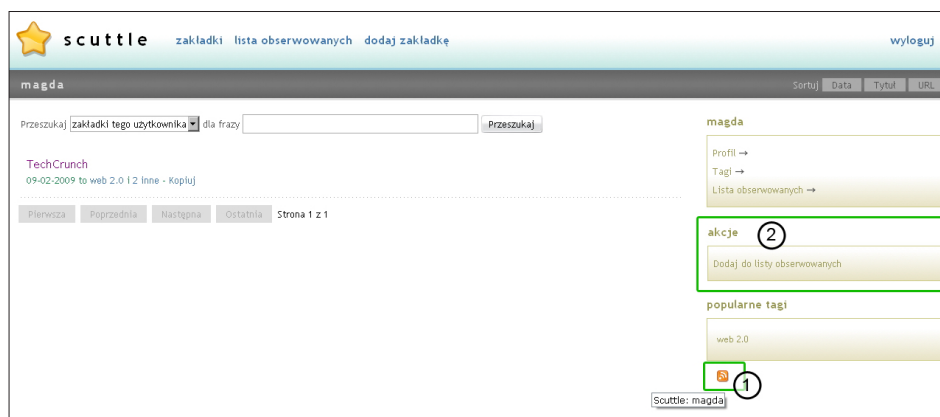 scuttle zakładki lista obserwowanych dodaj zakładkę wyloguj
magda Sortuj Data Tytuł URL
Przeszukaj zakładki tego użytkownika dla frazy Przeszukaj
TechCrunch
09-02-2009 to web 2.0 i 2 inne - Kopiuj
Pierwsza Poprzednia Następna Ostatnia Strona 1 z 1
magda
Profil →
Tagi →
Lista obserwowanych →
akcje 2
Dodaj do listy obserwowanych
popularne tagi
web 2.0
1
Scuttle: magda